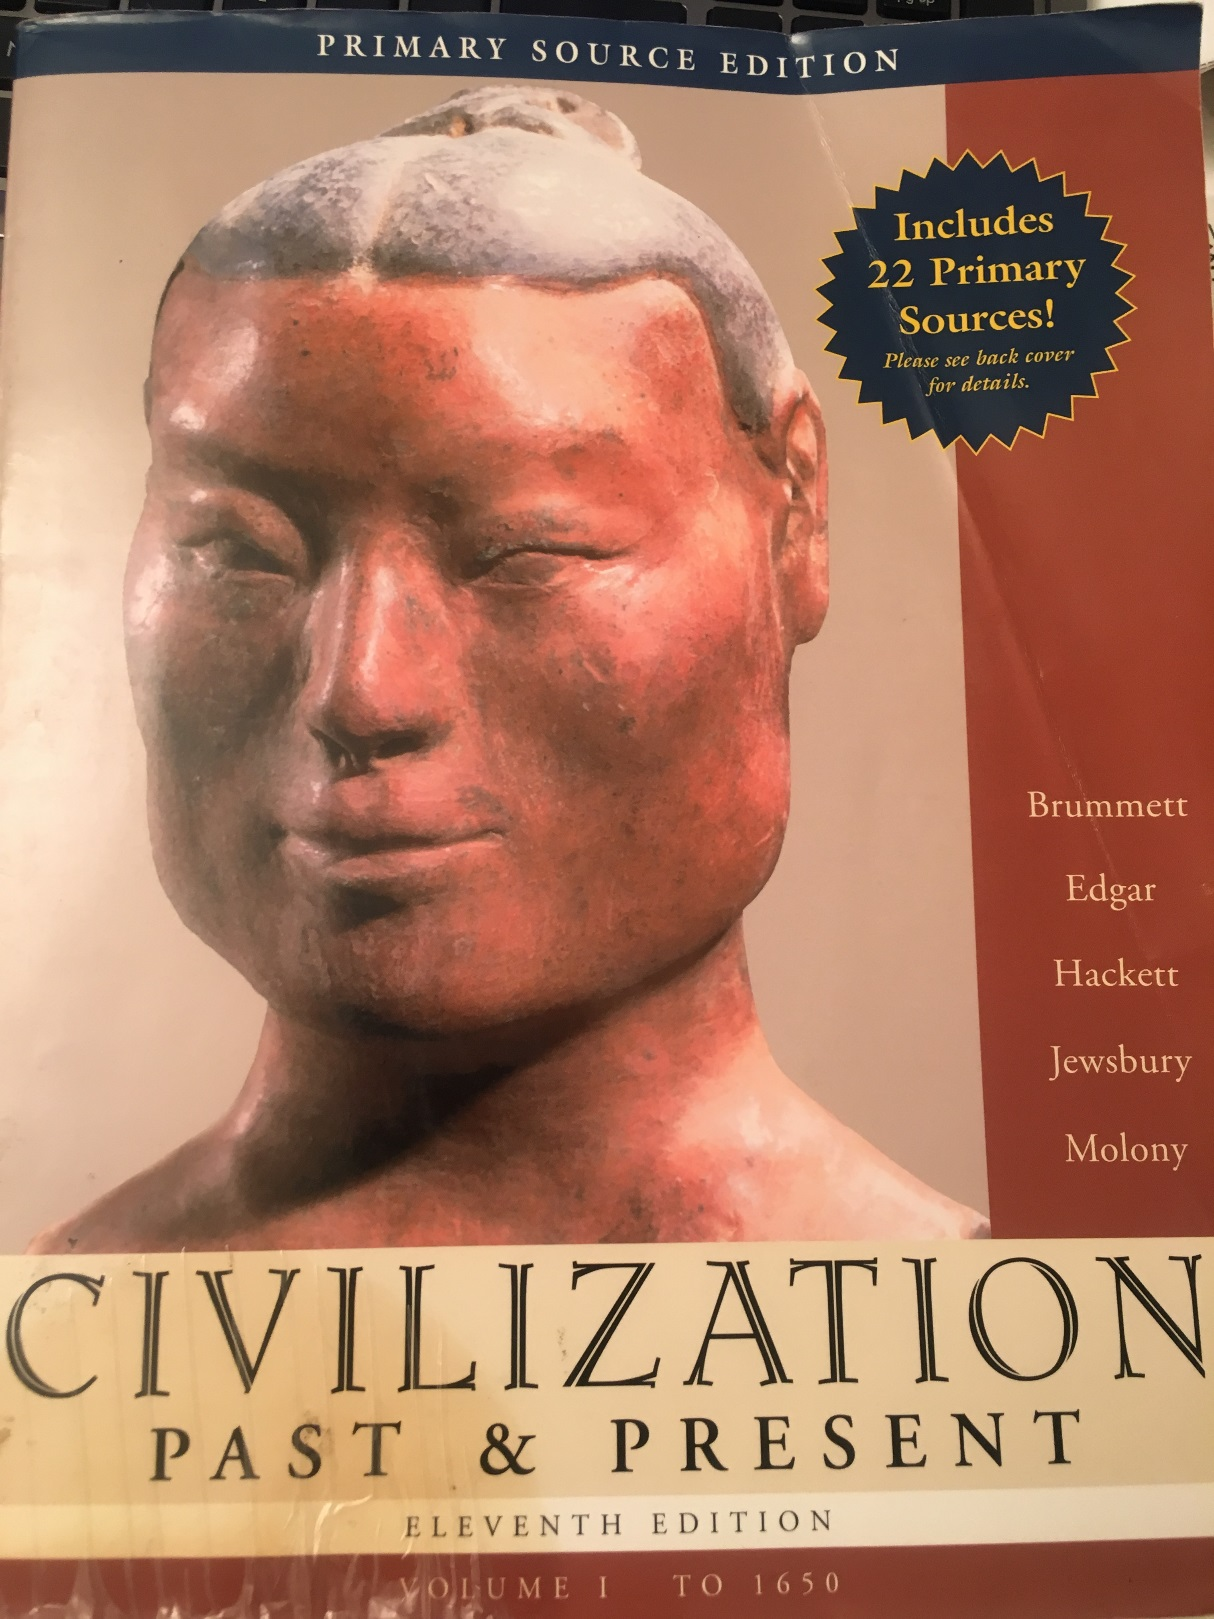 PRIMARY SOURCE EDITION
Includes
22 Primary
Sources!
Please see back cover
for details.
Brummett
Edgar
Hackett
Jewsbury
Molony
CIVILIZATION
PAST & PRESENT
ELEVENTH EDITION
VOLUME I TO 1650